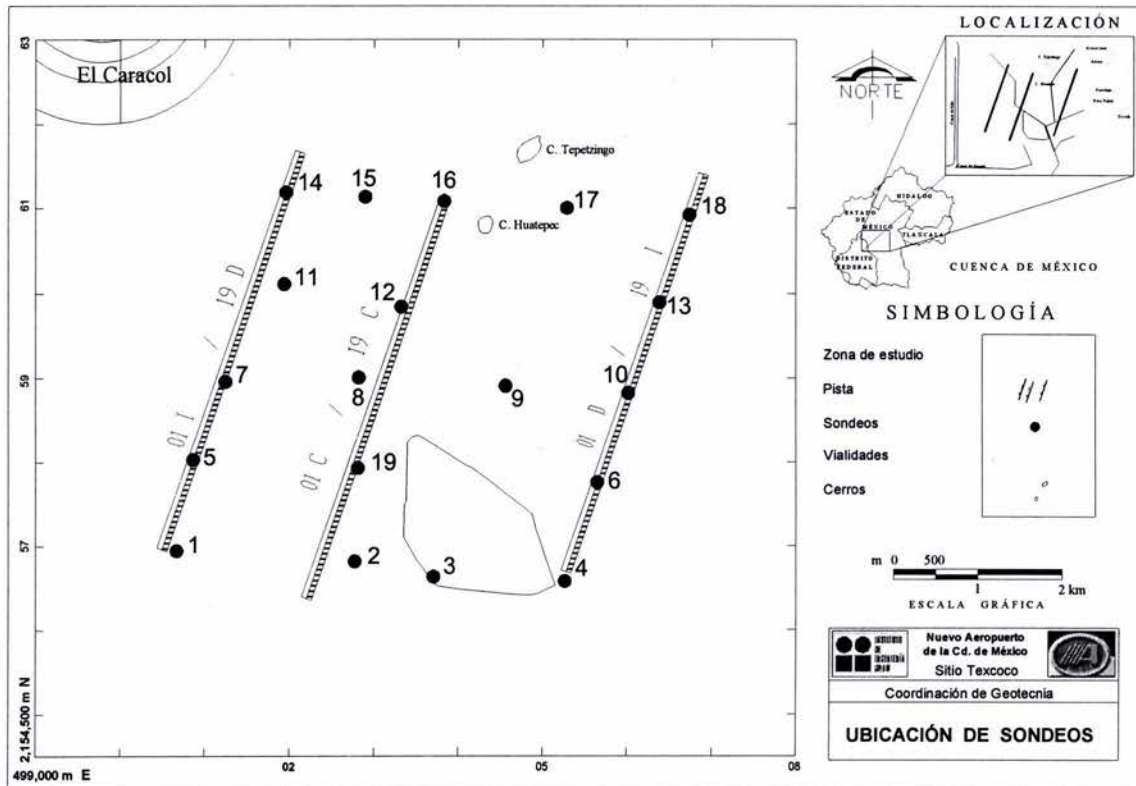 LOCALIZACIÓN
63
El Caracol
NORTE
C. Tepetzingo
14
15
16
17
18
61
C. Huatepec
HIDALGO
ESTADO DE MÉXICO
TLAXCALA
DISTRITO FEDERAL
CUENCA DE MÉXICO
11
12
13
01 I / 19 D
01 C / 19 C
01 D / 19 I
SIMBOLOGÍA
Zona de estudio
Pista
Sondeos
Vialidades
Cerros
59
7
8
9
10
5
19
6
57
1
2
3
4
m 0 500 1 2 km
ESCALA GRÁFICA
Nuevo Aeropuerto
de la Cd. de México
Sitio Texcoco
Coordinación de Geotecnia
UBICACIÓN DE SONDEOS
2,154,500 m N
499,000 m E
02
05
08